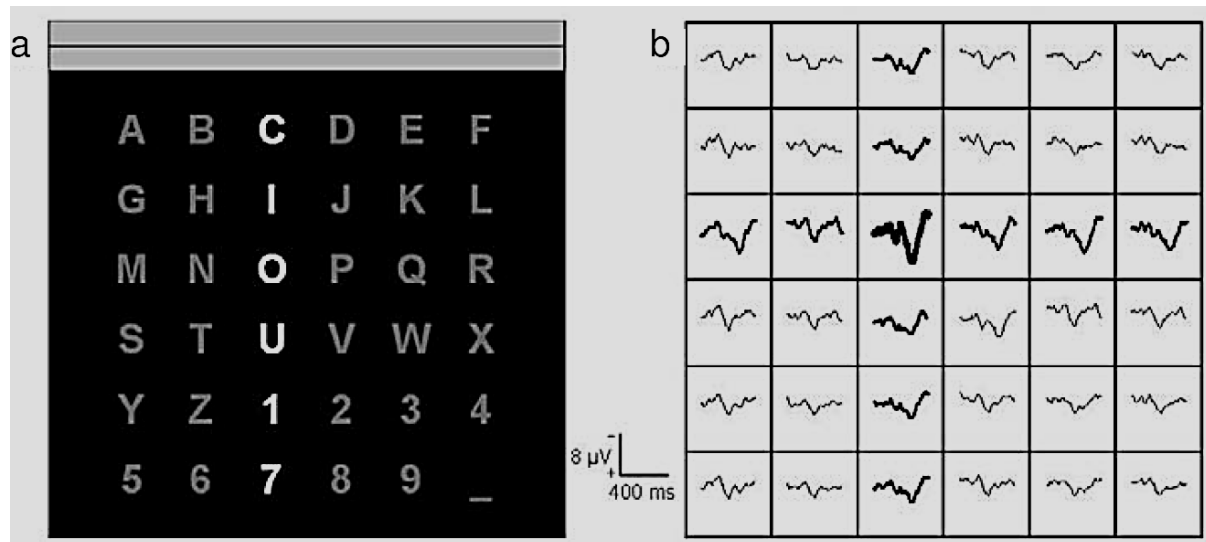 a
b
A B C D E F
G H I J K L
M N O P Q R
S T U V W X
Y Z 1 2 3 4
5 6 7 8 9 _
-
8 µV
+
400 ms